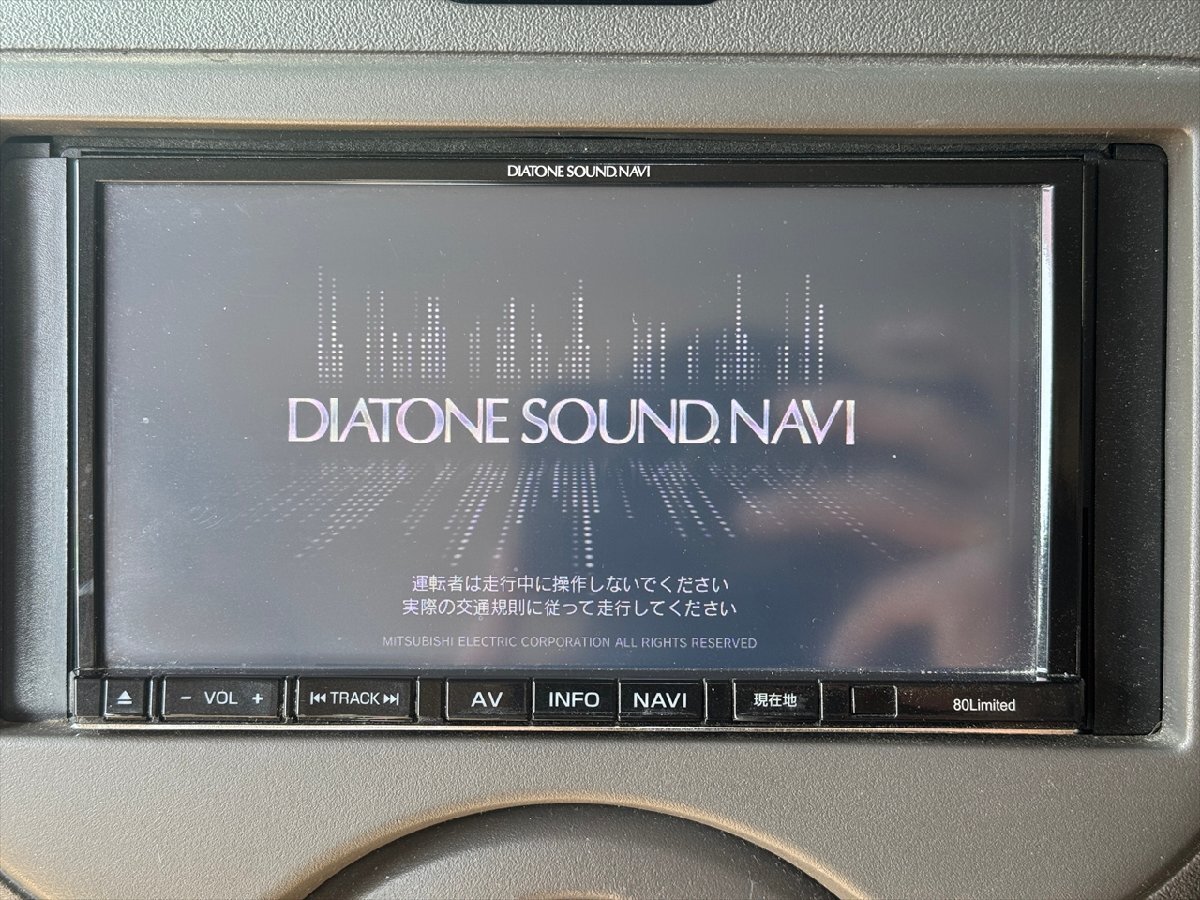 DIATONE SOUND.NAVI
DIATONE SOUND.NAVI
運転者は走行中に操作しないでください
実際の交通規則に従って走行してください
MITSUBISHI ELECTRIC CORPORATION ALL RIGHTS RESERVED
− VOL + TRACK AV INFO NAVI 現在地 80Limited